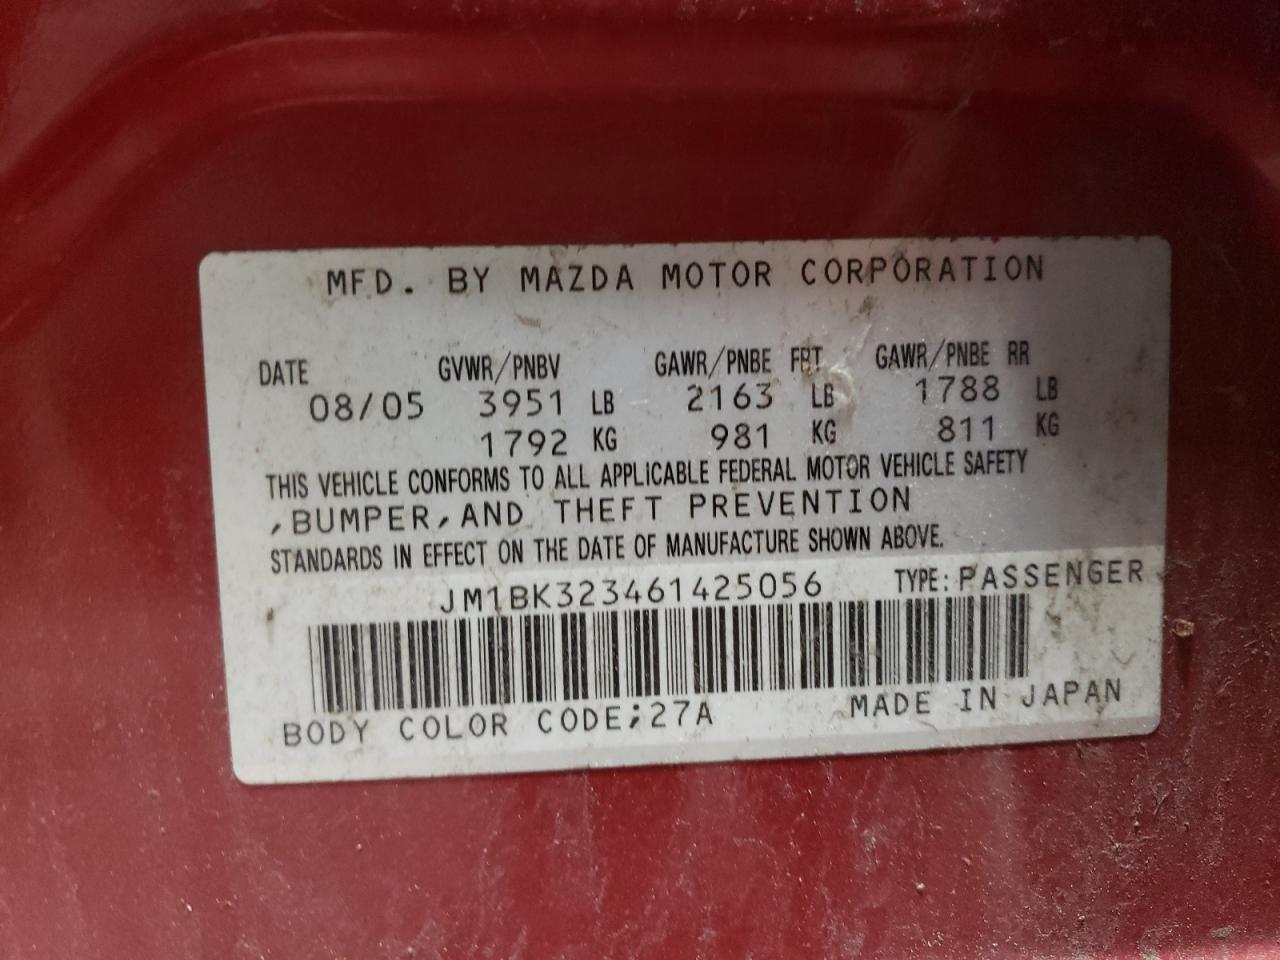 MFD. BY MAZDA MOTOR CORPORATION
DATE GVWR/PNBV GAWR/PNBE FRT GAWR/PNBE RR
08/05 3951 LB 2163 LB 1788 LB
1792 KG 981 KG 811 KG
THIS VEHICLE CONFORMS TO ALL APPLICABLE FEDERAL MOTOR VEHICLE SAFETY
,BUMPER,AND THEFT PREVENTION
STANDARDS IN EFFECT ON THE DATE OF MANUFACTURE SHOWN ABOVE.
JM1BK323461425056 TYPE: PASSENGER
BODY COLOR CODE;27A MADE IN JAPAN